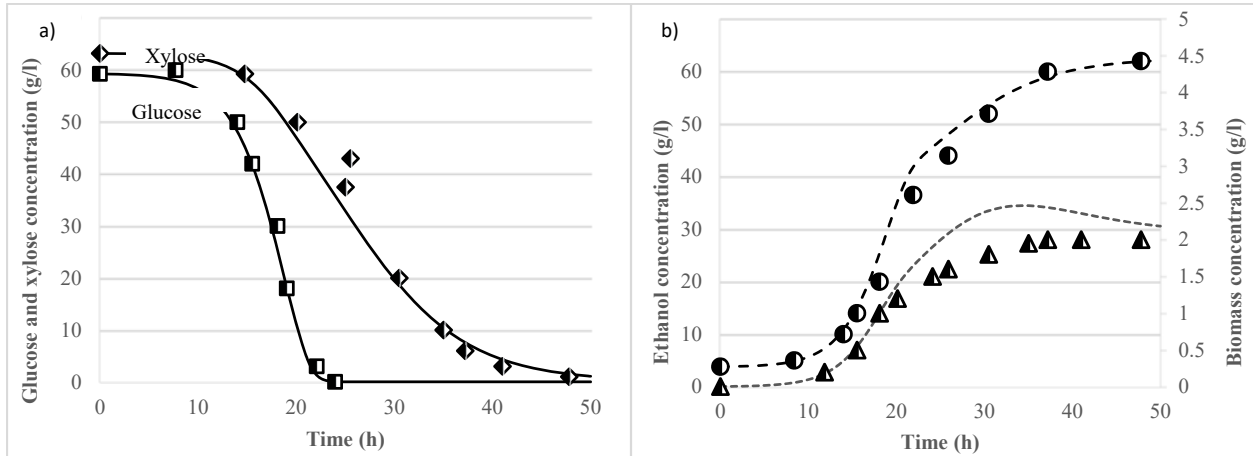 a)
Glucose and xylose concentration (g/l)
60
50
40
30
20
10
0
Xylose
Glucose
0 10 20 30 40 50
Time (h)
b)
Ethanol concentration (g/l)
60
50
40
30
20
10
0
5
4.5
4
3.5
3
2.5
2
1.5
1
0.5
0
Biomass concentration (g/l)
0 10 20 30 40 50
Time (h)